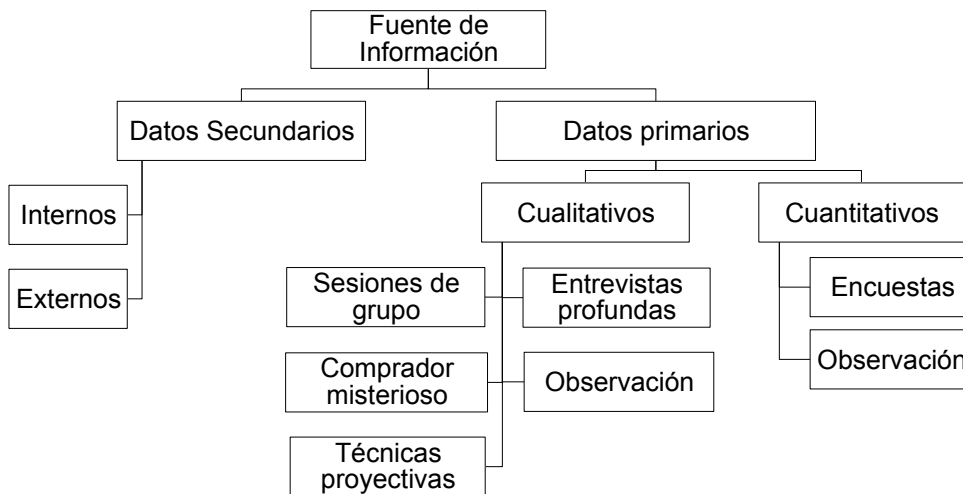 Fuente de
Información
Datos Secundarios
Datos primarios
Internos
Externos
Cualitativos
Cuantitativos
Sesiones de
grupo
Entrevistas
profundas
Comprador
misterioso
Observación
Técnicas
proyectivas
Encuestas
Observación